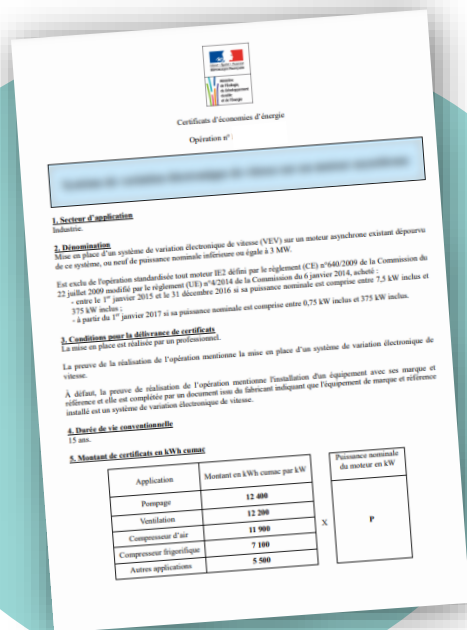 Certificats d'économies d'énergie
Opération n° :
1. Secteur d'application
Industrie.
2. Dénomination
Mise en place d'un système de variation électronique de vitesse (VEV) sur un moteur asynchrone existant dépourvu
de ce système, ou neuf de puissance nominale inférieure ou égale à 3 MW.
Est exclu de l'opération standardisés tout moteur IE2 défini par le règlement (CE) n°640/2009 de la Commission du
22 juillet 2009 modifié par le règlement (UE) n°4/2014 de la Commission du 6 janvier 2014, acheté :
- entre le 1er janvier 2015 et le 31 décembre 2016 si sa puissance nominale est comprise entre 7,5 kW inclus et
375 kW inclus ;
- à partir du 1er janvier 2017 si sa puissance nominale est comprise entre 0,75 kW inclus et 375 kW inclus.
3. Conditions pour la délivrance de certificats
La mise en place est réalisée par un professionnel.
La preuve de la réalisation de l'opération mentionne la mise en place d'un système de variation électronique de
vitesse.
À défaut, la preuve de réalisation de l'opération mentionne l'installation d'un équipement avec ses marque et
référence et elle est complétée par un document issu du fabricant indiquant que l'équipement de marque et référence
installé est un système de variation électronique de vitesse.
4. Durée de vie conventionnelle
15 ans.
5. Montant de certificats en kWh cumac
Application Montant en kWh cumac par kW
Pompage 12 400
Ventilation 12 200
Compresseur d'air 11 900
Compresseur frigorifique 7 100
Autres applications 5 500
X
Puissance nominale
du moteur en kW
P